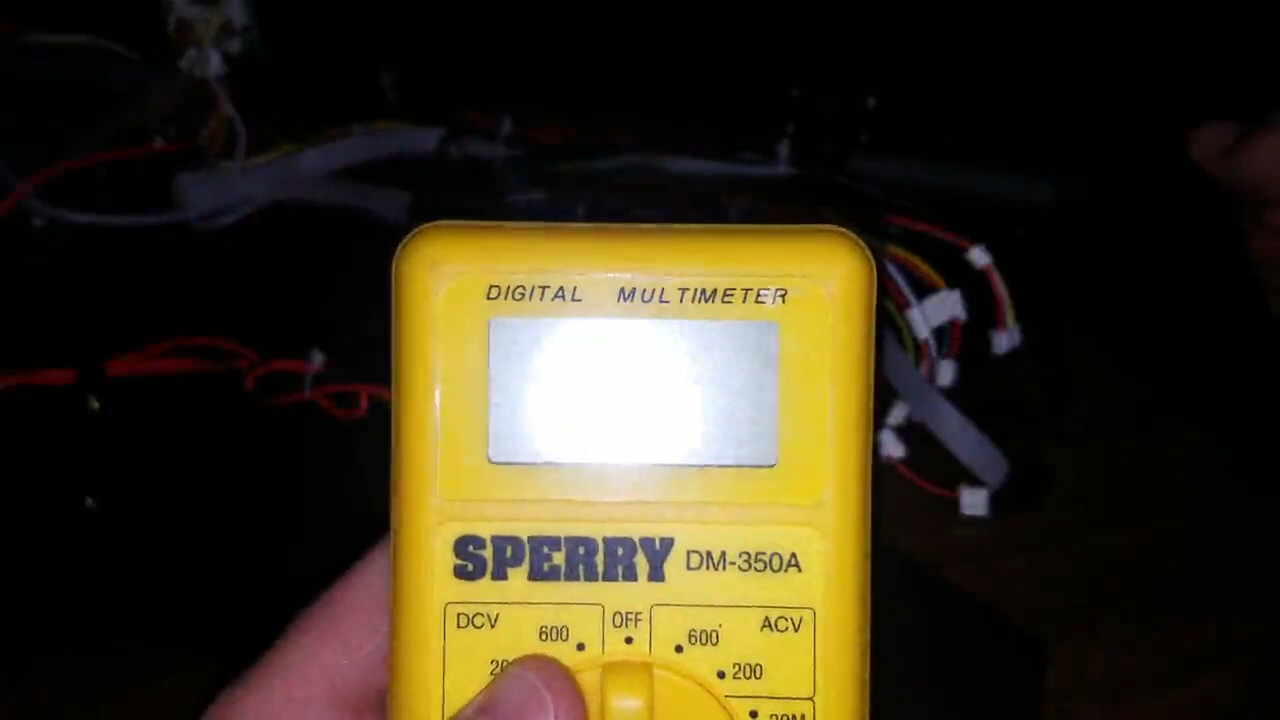 DIGITAL MULTIMETER
SPERRY DM-350A
DCV OFF ACV
600 600
200